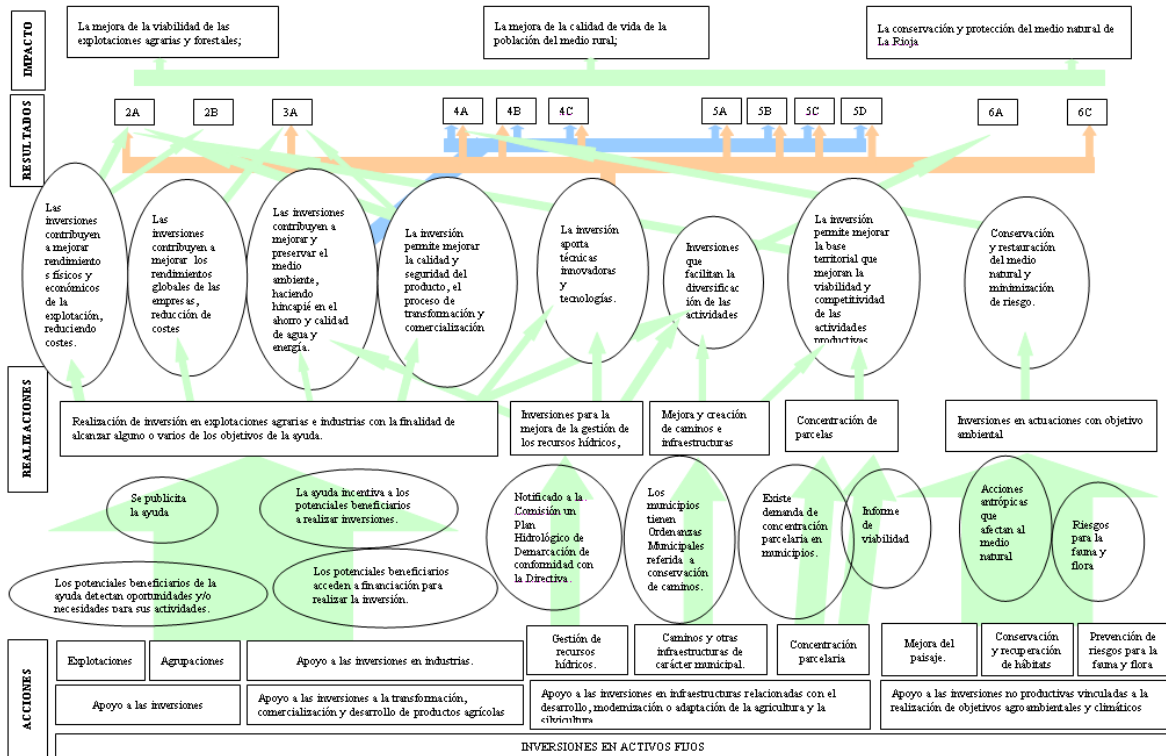 IMPACTO
La mejora de la viabilidad de las
explotaciones agrarias y forestales;
La mejora de la calidad de vida de la
población del medio rural;
La conservación y protección del medio natural de
La Rioja
RESULTADOS
2A
2B
3A
4A
4B
4C
5A
5B
5C
5D
6A
6C
Las
inversiones
contribuyen
a mejorar
rendimiento
s físicos y
económicos
de la
explotación,
reduciendo
costes.
Las
inversiones
contribuyen a
mejorar los
rendimientos
globales de las
empresas,
reducción de
costes
Las inversiones
contribuyen a
mejorar y
preservar el
medio
ambiente,
haciendo
hincapié en el
ahorro y calidad
de agua y
energía.
La inversión
permite mejorar
la calidad y
seguridad del
producto, el
proceso de
transformación y
comercialización
La inversión
aporta
técnicas
innovadoras
y
tecnologías.
Inversiones
que
facilitan la
diversificac
ión de las
actividades
La inversión
permite mejorar
la base
territorial que
mejoran la
viabilidad y
competitividad
de las
actividades
productivas
Conservación
y restauración
del medio
natural y
minimización
de riesgo.
REALIZACIONES
Realización de inversión en explotaciones agrarias e industrias con la finalidad de
alcanzar alguno o varios de los objetivos de la ayuda.
Inversiones para la
mejora de la gestión de
los recursos hídricos,
Mejora y creación
de caminos e
infraestructuras
Concentración de
parcelas
Inversiones en actuaciones con objetivo
ambiental
Se publicita
la ayuda
La ayuda incentiva a los
potenciales beneficiarios
a realizar inversiones.
Los potenciales beneficiarios de la
ayuda detectan oportunidades y/o
necesidades para sus actividades.
Los potenciales beneficiarios
acceden a financiación para
realizar la inversión.
Notificado a la
Comisión un
Plan
Hidrológico de
Demarcación de
conformidad con
la Directiva.
Los
municipios
tienen
Ordenanzas
Municipales
referida a
conservación
de caminos.
Existe
demanda de
concentración
parcelaria en
municipios.
Informe
de
viabilidad
Acciones
antrópicas
que
afectan al
medio
natural
Riesgos
para la
fauna y
flora
ACCIONES
Explotaciones
Agrupaciones
Apoyo a las inversiones en industrias.
Gestión de
recursos
hídricos.
Caminos y otras
infraestructuras de
carácter municipal.
Concentración
parcelaria
Mejora del
paisaje.
Conservación
y recuperación
de hábitats
Prevención de
riesgos para la
fauna y flora
Apoyo a las inversiones
Apoyo a las inversiones a la transformación,
comercialización y desarrollo de productos agrícolas
Apoyo a las inversiones en infraestructuras relacionadas con el
desarrollo, modernización o adaptación de la agricultura y la
silvicultura
Apoyo a las inversiones no productivas vinculadas a la
realización de objetivos agroambientales y climáticos
INVERSIONES EN ACTIVOS FIJOS